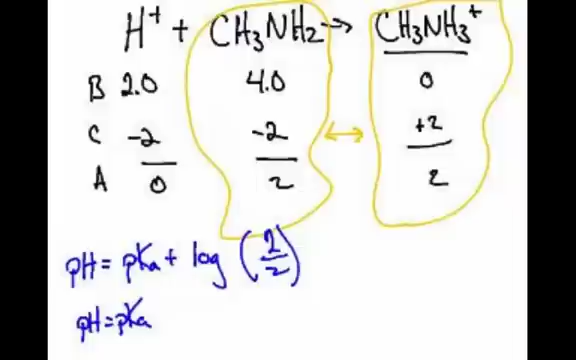 H⁺ + CH₃NH₂ → CH₃NH₃⁺
B 2.0 4.0 0
C -2 -2 ↔ +2
A 0 2 2
pH = pKa + log (2/2)
pH = pKa